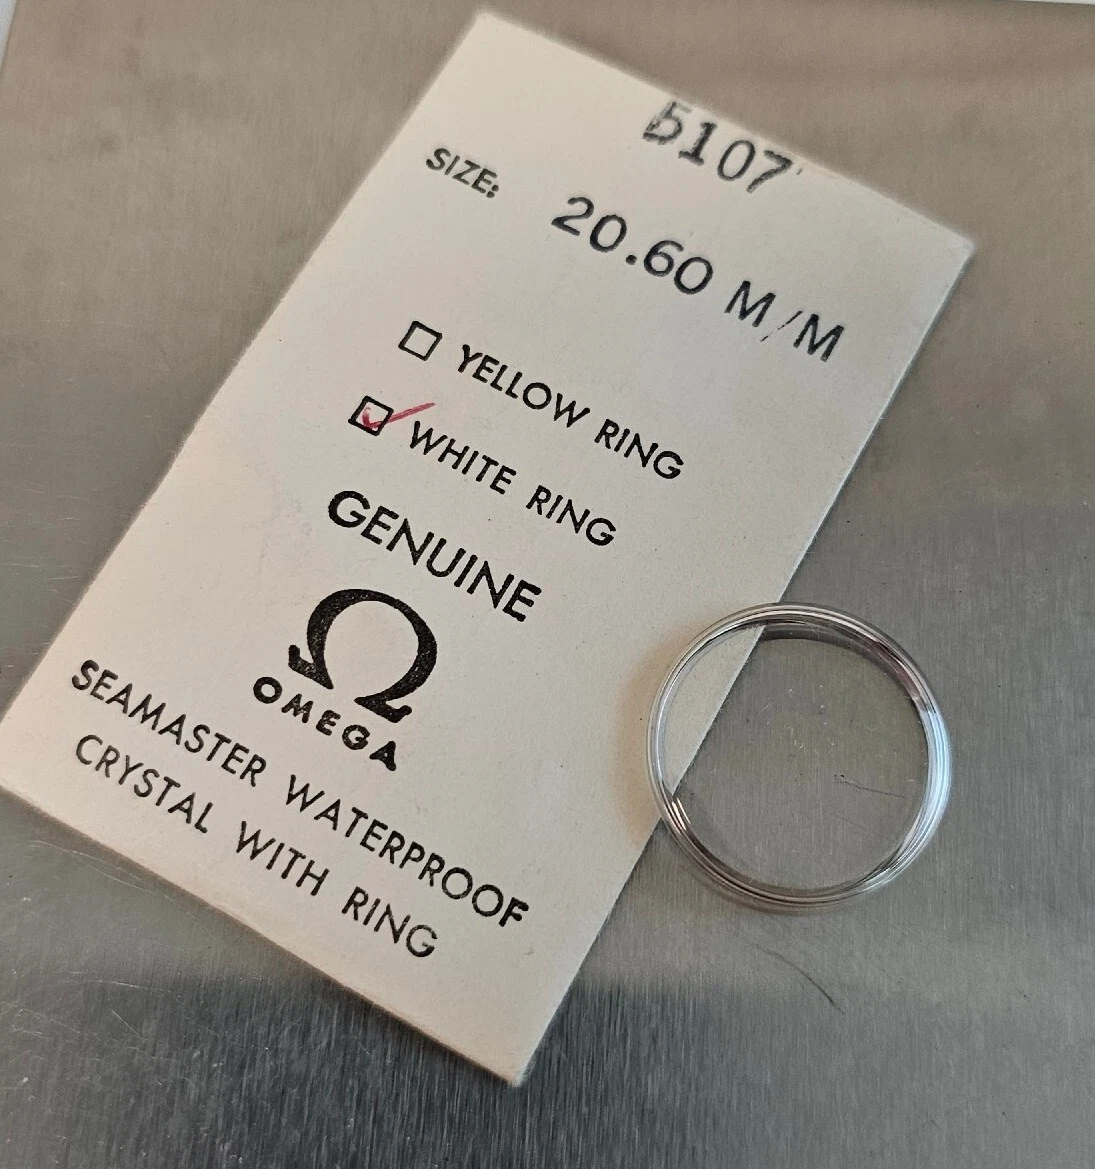 5107
SIZE: 20.60 M/M
YELLOW RING
WHITE RING
GENUINE
Ω
OMEGA
SEAMASTER WATERPROOF
CRYSTAL WITH RING